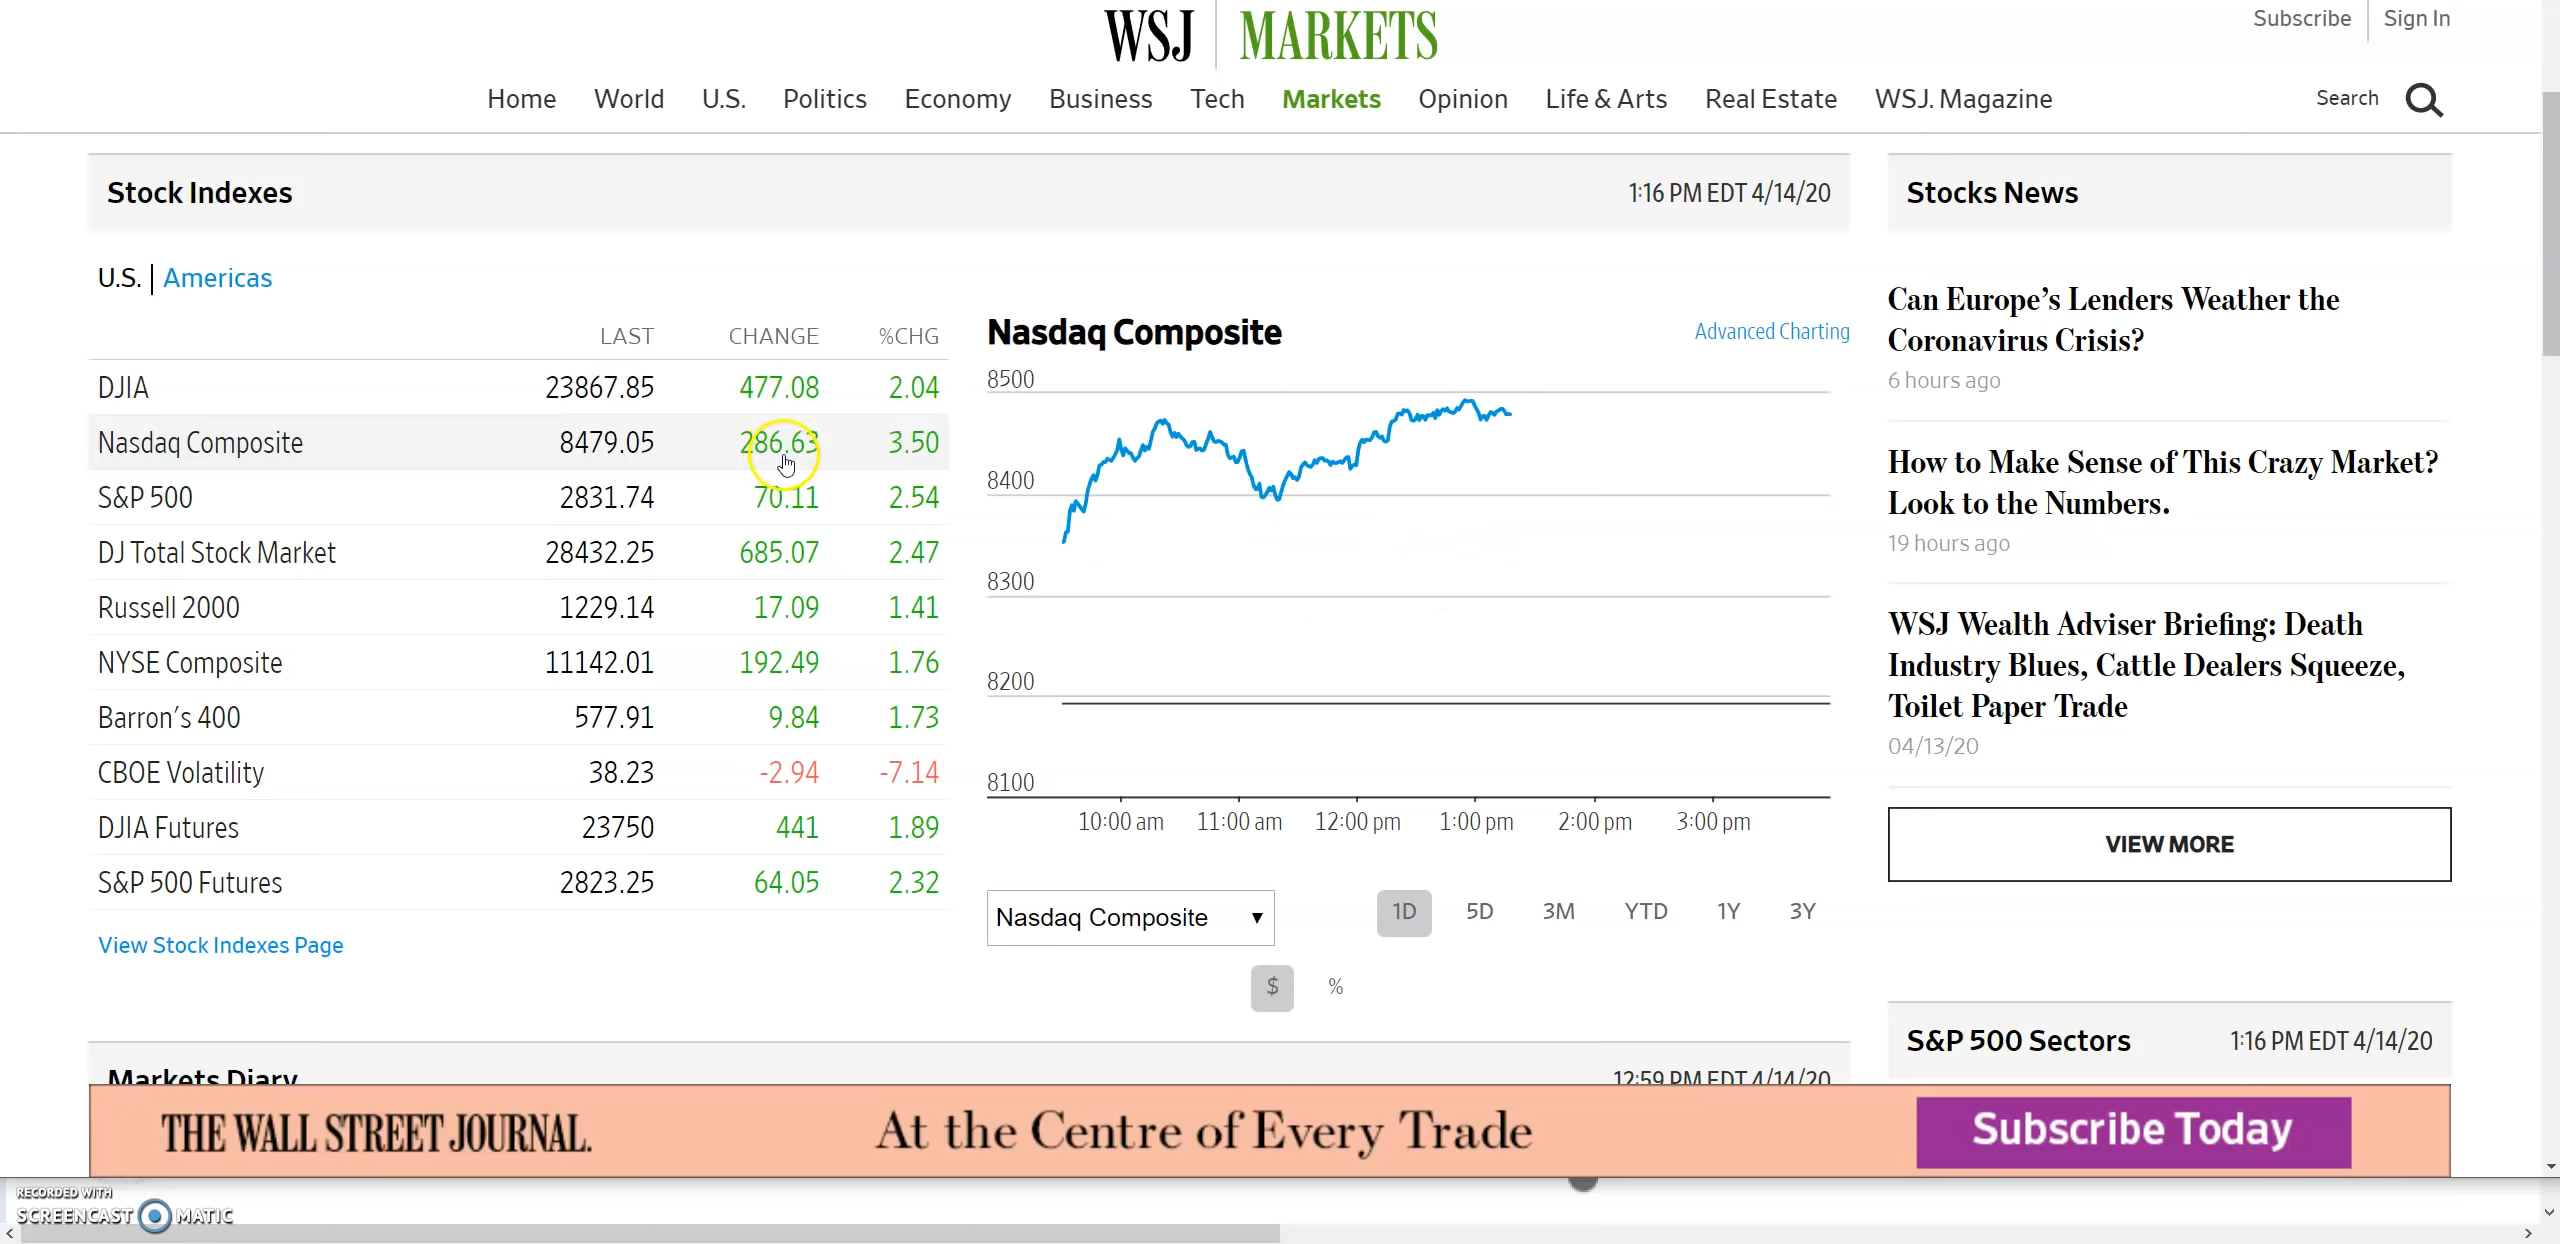 WSJ MARKETS
Subscribe Sign In
Home World U.S. Politics Economy Business Tech Markets Opinion Life & Arts Real Estate WSJ. Magazine Search
Stock Indexes 1:16 PM EDT 4/14/20
U.S. | Americas
LAST CHANGE %CHG
DJIA 23867.85 477.08 2.04
Nasdaq Composite 8479.05 286.63 3.50
S&P 500 2831.74 70.11 2.54
DJ Total Stock Market 28432.25 685.07 2.47
Russell 2000 1229.14 17.09 1.41
NYSE Composite 11142.01 192.49 1.76
Barron's 400 577.91 9.84 1.73
CBOE Volatility 38.23 -2.94 -7.14
DJIA Futures 23750 441 1.89
S&P 500 Futures 2823.25 64.05 2.32
View Stock Indexes Page
Nasdaq Composite Advanced Charting
8500
8400
8300
8200
8100
10:00 am 11:00 am 12:00 pm 1:00 pm 2:00 pm 3:00 pm
Nasdaq Composite 1D 5D 3M YTD 1Y 3Y
$ %
Stocks News
Can Europe’s Lenders Weather the
Coronavirus Crisis?
6 hours ago
How to Make Sense of This Crazy Market?
Look to the Numbers.
19 hours ago
WSJ Wealth Adviser Briefing: Death
Industry Blues, Cattle Dealers Squeeze,
Toilet Paper Trade
04/13/20
VIEW MORE
S&P 500 Sectors 1:16 PM EDT 4/14/20
Markets Diary 12:59 PM EDT 4/14/20
THE WALL STREET JOURNAL. At the Centre of Every Trade Subscribe Today
RECORDED WITH
SCREENCAST MATIC